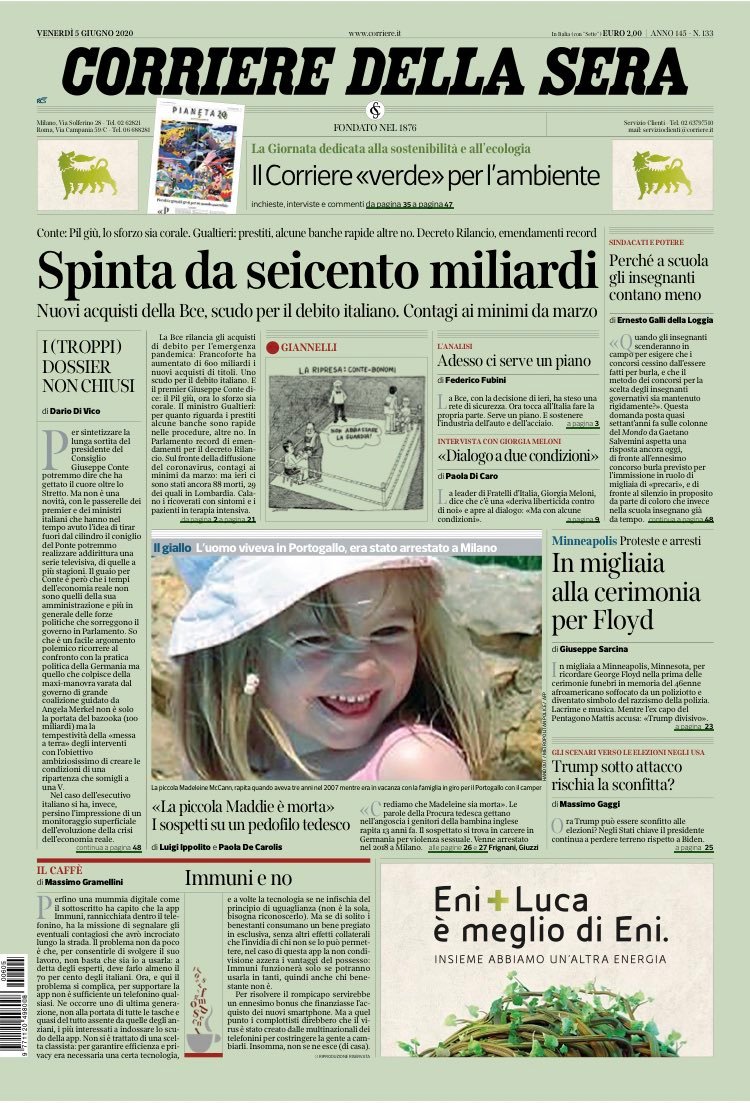 VENERDÌ 5 GIUGNO 2020
www.corriere.it
In Italia (con "Sette") EURO 2,00 | ANNO 145 - N. 133
CORRIERE DELLA SERA
RCS
Milano, Via Solferino 28 - Tel. 02 62821
Roma, Via Campania 59/C - Tel. 06 688281
PIANETA
FONDATO NEL 1876
Servizio Clienti - Tel. 02 63797510
mail: servizioclienti@corriere.it
La Giornata dedicata alla sostenibilità e all'ecologia
Il Corriere «verde» per l'ambiente
inchieste, interviste e commenti da pagina 35 a pagina 47
Conte: Pil giù, lo sforzo sia corale. Gualtieri: prestiti, alcune banche rapide altre no. Decreto Rilancio, emendamenti record
Spinta da seicento miliardi
Nuovi acquisti della Bce, scudo per il debito italiano. Contagi ai minimi da marzo
I (TROPPI)
DOSSIER
NON CHIUSI
di Dario Di Vico
Per sintetizzare la
lunga sortita del
presidente del
Consiglio
Giuseppe Conte
potremmo dire che ha
gettato il cuore oltre lo
Stretto. Ma non è una
novità, con le passerelle dei
premier e dei ministri
italiani che hanno nel
tempo avuto l'idea di tirar
fuori dal cilindro il coniglio
del Ponte potremmo
realizzare addirittura una
serie televisiva, di quelle a
più stagioni. Il guaio per
Conte è però che i tempi
dell'economia reale non
sono quelli della sua
amministrazione e più in
generale delle forze
politiche che sorreggono il
governo in Parlamento. So
che è un facile argomento
polemico ricorrere al
confronto con la pratica
politica della Germania ma
quello che colpisce della
maxi-manovra varata dal
governo di grande
coalizione guidato da
Angela Merkel non è solo
la portata del bazooka (100
miliardi) ma la
tempestività della «messa
a terra» degli interventi
con l'obiettivo
ambiziosissimo di creare le
condizioni di una
ripartenza che somigli a
una V.
Nel caso dell'esecutivo
italiano si ha, invece,
persino l'impressione di un
monitoraggio superficiale
dell'evoluzione della crisi
dell'economia reale.
continua a pagina 48
La Bce rilancia gli acquisti
di debito per l'emergenza
pandemia: Francoforte ha
aumentato di 600 miliardi i
nuovi acquisti di titoli. Uno
scudo per il debito italiano. E
il premier Giuseppe Conte di-
ce: il Pil giù, ora lo sforzo sia
corale. Il ministro Gualtieri:
per quanto riguarda i prestiti
alcune banche sono rapide
nelle procedure, altre no. In
Parlamento record di emen-
damenti per il decreto Rilan-
cio. Sul fronte della diffusione
del coronavirus, contagi ai
minimi da marzo: ma ieri ci
sono stati ancora 88 morti, 29
dei quali in Lombardia. Cala-
no i ricoverati con sintomi e i
pazienti in terapia intensiva.
da pagina 2 a pagina 21
GIANNELLI
LA RIPRESA: CONTE-BONOMI
NON ABBASSARE
LA GUARDIA!
L'ANALISI
Adesso ci serve un piano
di Federico Fubini
La Bce, con la decisione di ieri, ha steso una
rete di sicurezza. Ora tocca all'Italia fare la
propria parte. Serve un piano. E sostenere
l'industria dell'auto e dell'acciaio.
a pagina 3
INTERVISTA CON GIORGIA MELONI
«Dialogo a due condizioni»
di Paola Di Caro
La leader di Fratelli d'Italia, Giorgia Meloni,
dice che c'è una «deriva liberticida contro
di noi» e apre al dialogo: «Ma con alcune
condizioni».
a pagina 9
SINDACATI E POTERE
Perché a scuola
gli insegnanti
contano meno
di Ernesto Galli della Loggia
«Quando gli insegnanti
scenderanno in
campo per esigere che i
concorsi cessino dall'essere
fatti per burla, e che il
metodo dei concorsi per la
scelta degli insegnanti
governativi sia mantenuto
rigidamente?». Questa
domanda posta quasi
settant'anni fa sulle colonne
del Mondo da Gaetano
Salvemini aspetta una
risposta ancora oggi,
di fronte all'ennesimo
concorso burla previsto per
l'immissione in ruolo di
migliaia di «precari», e di
fronte al silenzio in proposito
da parte di coloro che invece
nella scuola insegnano già
da tempo. continua a pagina 48
Il giallo L'uomo viveva in Portogallo, era stato arrestato a Milano
La piccola Madeleine McCann, rapita quando aveva tre anni nel 2007 mentre era in vacanza con la famiglia in giro per il Portogallo con il camper
«La piccola Maddie è morta»
I sospetti su un pedofilo tedesco
di Luigi Ippolito e Paola De Carolis
«Crediamo che Madeleine sia morta». Le
parole della Procura tedesca gettano
nell'angoscia i genitori della bambina inglese
rapita 13 anni fa. Il sospettato si trova in carcere in
Germania per violenza sessuale. Venne arrestato
nel 2018 a Milano. alle pagine 26 e 27 Frignani, Giuzzi
Minneapolis Proteste e arresti
In migliaia
alla cerimonia
per Floyd
di Giuseppe Sarcina
In migliaia a Minneapolis, Minnesota, per
ricordare George Floyd nella prima delle
cerimonie funebri in memoria del 46enne
afroamericano soffocato da un poliziotto e
diventato simbolo del razzismo della polizia.
Lacrime e musica. Mentre l'ex capo del
Pentagono Mattis accusa: «Trump divisivo».
a pagina 23
GLI SCENARI VERSO LE ELEZIONI NEGLI USA
Trump sotto attacco
rischia la sconfitta?
di Massimo Gaggi
Ora Trump può essere sconfitto alle
elezioni? Negli Stati chiave il presidente
continua a perdere terreno rispetto a Biden.
a pagina 25
IL CAFFÈ
di Massimo Gramellini
Immuni e no
Perfino una mummia digitale come
il sottoscritto ha capito che la app
Immuni, rannicchiata dentro il telefo-
nino, ha la missione di segnalare gli
eventuali contagiosi che avrò incrociato
lungo la strada. Il problema non da poco
è che, per consentirle di svolgere il suo
lavoro, non basta che sia io a usarla: a
detta degli esperti, deve farlo almeno il
70 per cento degli italiani. Ora, e qui il
problema si complica, per supportare la
app non è sufficiente un telefonino qual-
siasi. Ne occorre uno di ultima genera-
zione, non alla portata di tutte le tasche e
quasi del tutto assente da quelle degli an-
ziani, i più interessati a indossare lo scu-
do della app. Non si è trattato di una scel-
ta classista: per garantire efficienza e pri-
vacy era necessaria una certa tecnologia,
e a volte la tecnologia se ne infischia del
principio di uguaglianza (non è la sola,
bisogna riconoscerlo). Ma se di solito i
benestanti consumano un bene pregiato
in esclusiva, senza altri effetti collaterali
che l'invidia di chi non se lo può permet-
tere, nel caso di questa app la non condi-
visione azzera i vantaggi del possesso:
Immuni funzionerà solo se potranno
usarla in tanti, quindi anche chi bene-
stante non è.
Per risolvere il rompicapo servirebbe
un ennesimo bonus che finanziasse l'ac-
quisto dei nuovi smartphone. Ma a quel
punto i complottisti direbbero che il vi-
rus è stato creato dalle multinazionali dei
telefonini per costringere la gente a cam-
biarli. Insomma, non se ne esce (di casa).
© RIPRODUZIONE RISERVATA
Eni + Luca
è meglio di Eni.
INSIEME ABBIAMO UN'ALTRA ENERGIA
00605
9 771120 498008